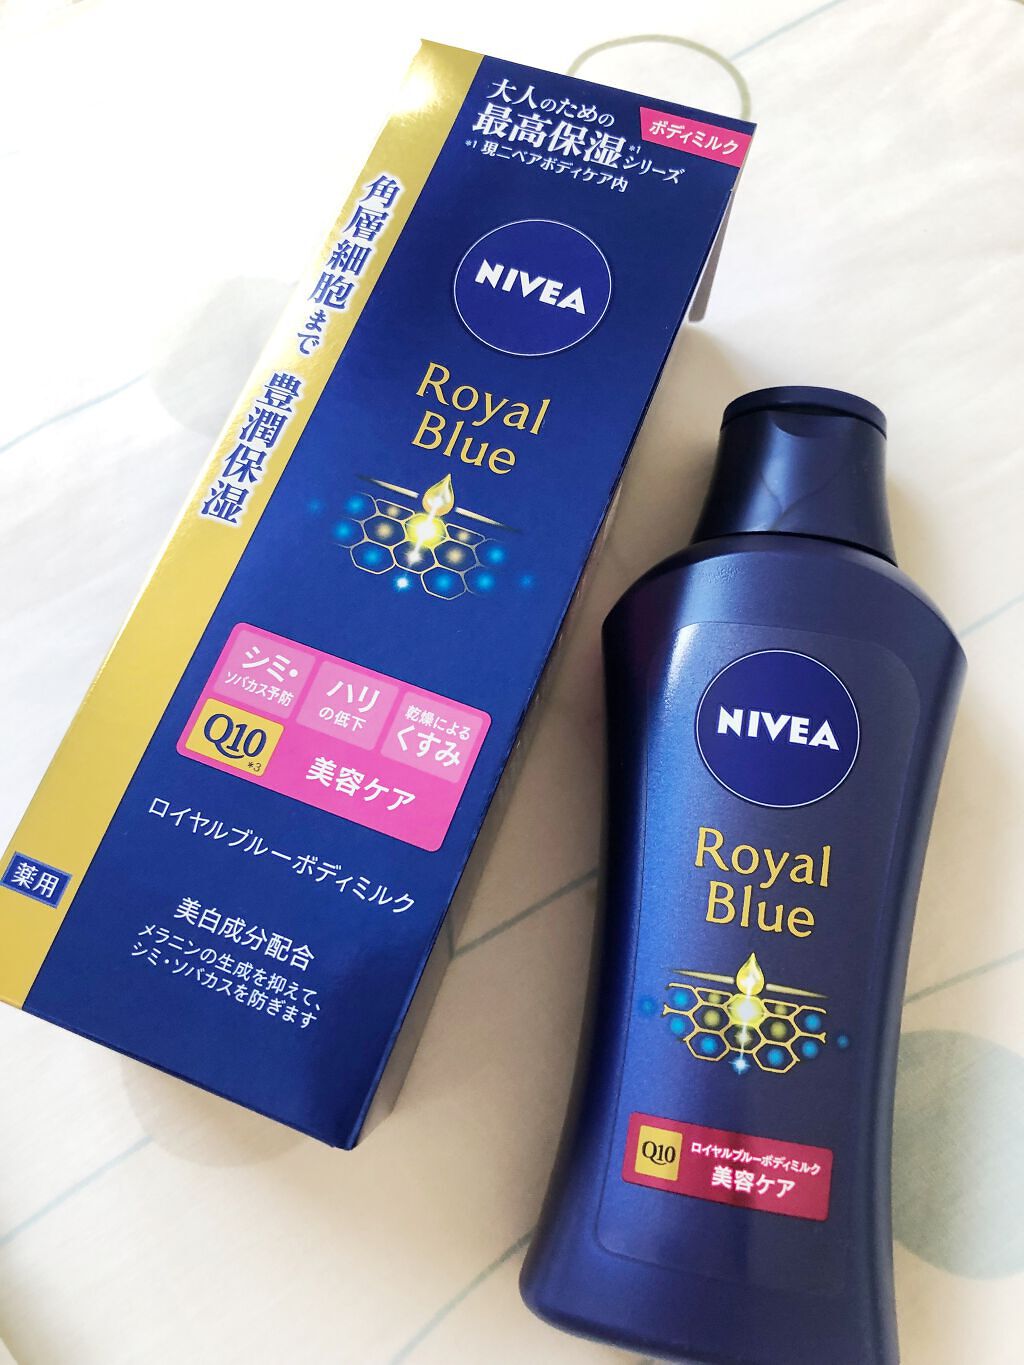 大人のための
最高保湿*1シリーズ
*1 現ニベアボディケア内
ボディミルク
角層細胞まで 豊潤保湿
NIVEA
Royal
Blue
シミ・
ソバカス予防
ハリ
の低下
乾燥による
くすみ
Q10
*3
美容ケア
ロイヤルブルーボディミルク
薬用
美白成分配合
メラニンの生成を抑えて、
シミ・ソバカスを防ぎます
NIVEA
Royal
Blue
Q10
ロイヤルブルーボディミルク
美容ケア